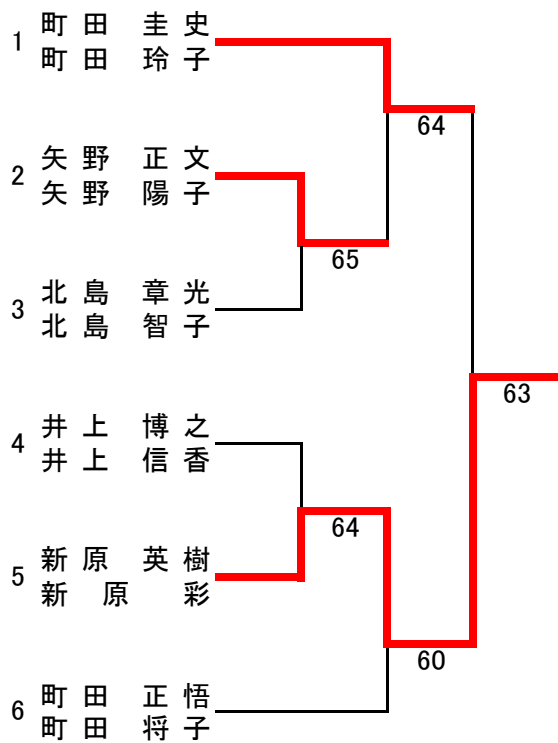 1 町田 圭史
町田 玲子
64
2 矢野 正文
矢野 陽子
65
3 北島 章光
北島 智子
63
4 井上 博之
井上 信香
64
5 新原 英樹
新原 彩
60
6 町田 正悟
町田 将子